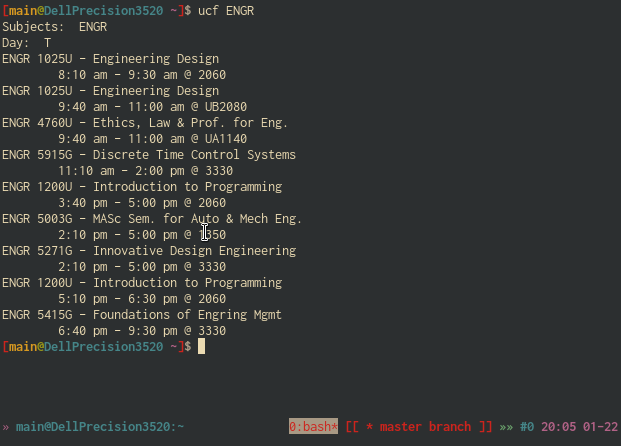 [main@DellPrecision3520 ~]$ ucf ENGR
Subjects:  ENGR
Day:  T
ENGR 1025U – Engineering Design
        8:10 am – 9:30 am @ 2060
ENGR 1025U – Engineering Design
        9:40 am – 11:00 am @ UB2080
ENGR 4760U – Ethics, Law & Prof. for Eng.
        9:40 am – 11:00 am @ UA1140
ENGR 5915G – Discrete Time Control Systems
        11:10 am – 2:00 pm @ 3330
ENGR 1200U – Introduction to Programming
        3:40 pm – 5:00 pm @ 2060
ENGR 5003G – MASc Sem. for Auto & Mech Eng.
        2:10 pm – 5:00 pm @
ENGR 5271G – Innovative Design Engineering
        2:10 pm – 5:00 pm @ 3330
ENGR 1200U – Introduction to Programming
        5:10 pm – 6:30 pm @ 2060
ENGR 5415G – Foundations of Engring Mgmt
        6:40 pm – 9:30 pm @ 3330
[main@DellPrecision3520 ~]$
» main@DellPrecision3520:~ 0:bash* [[ * master branch ]] »» #0 20:05 01-22